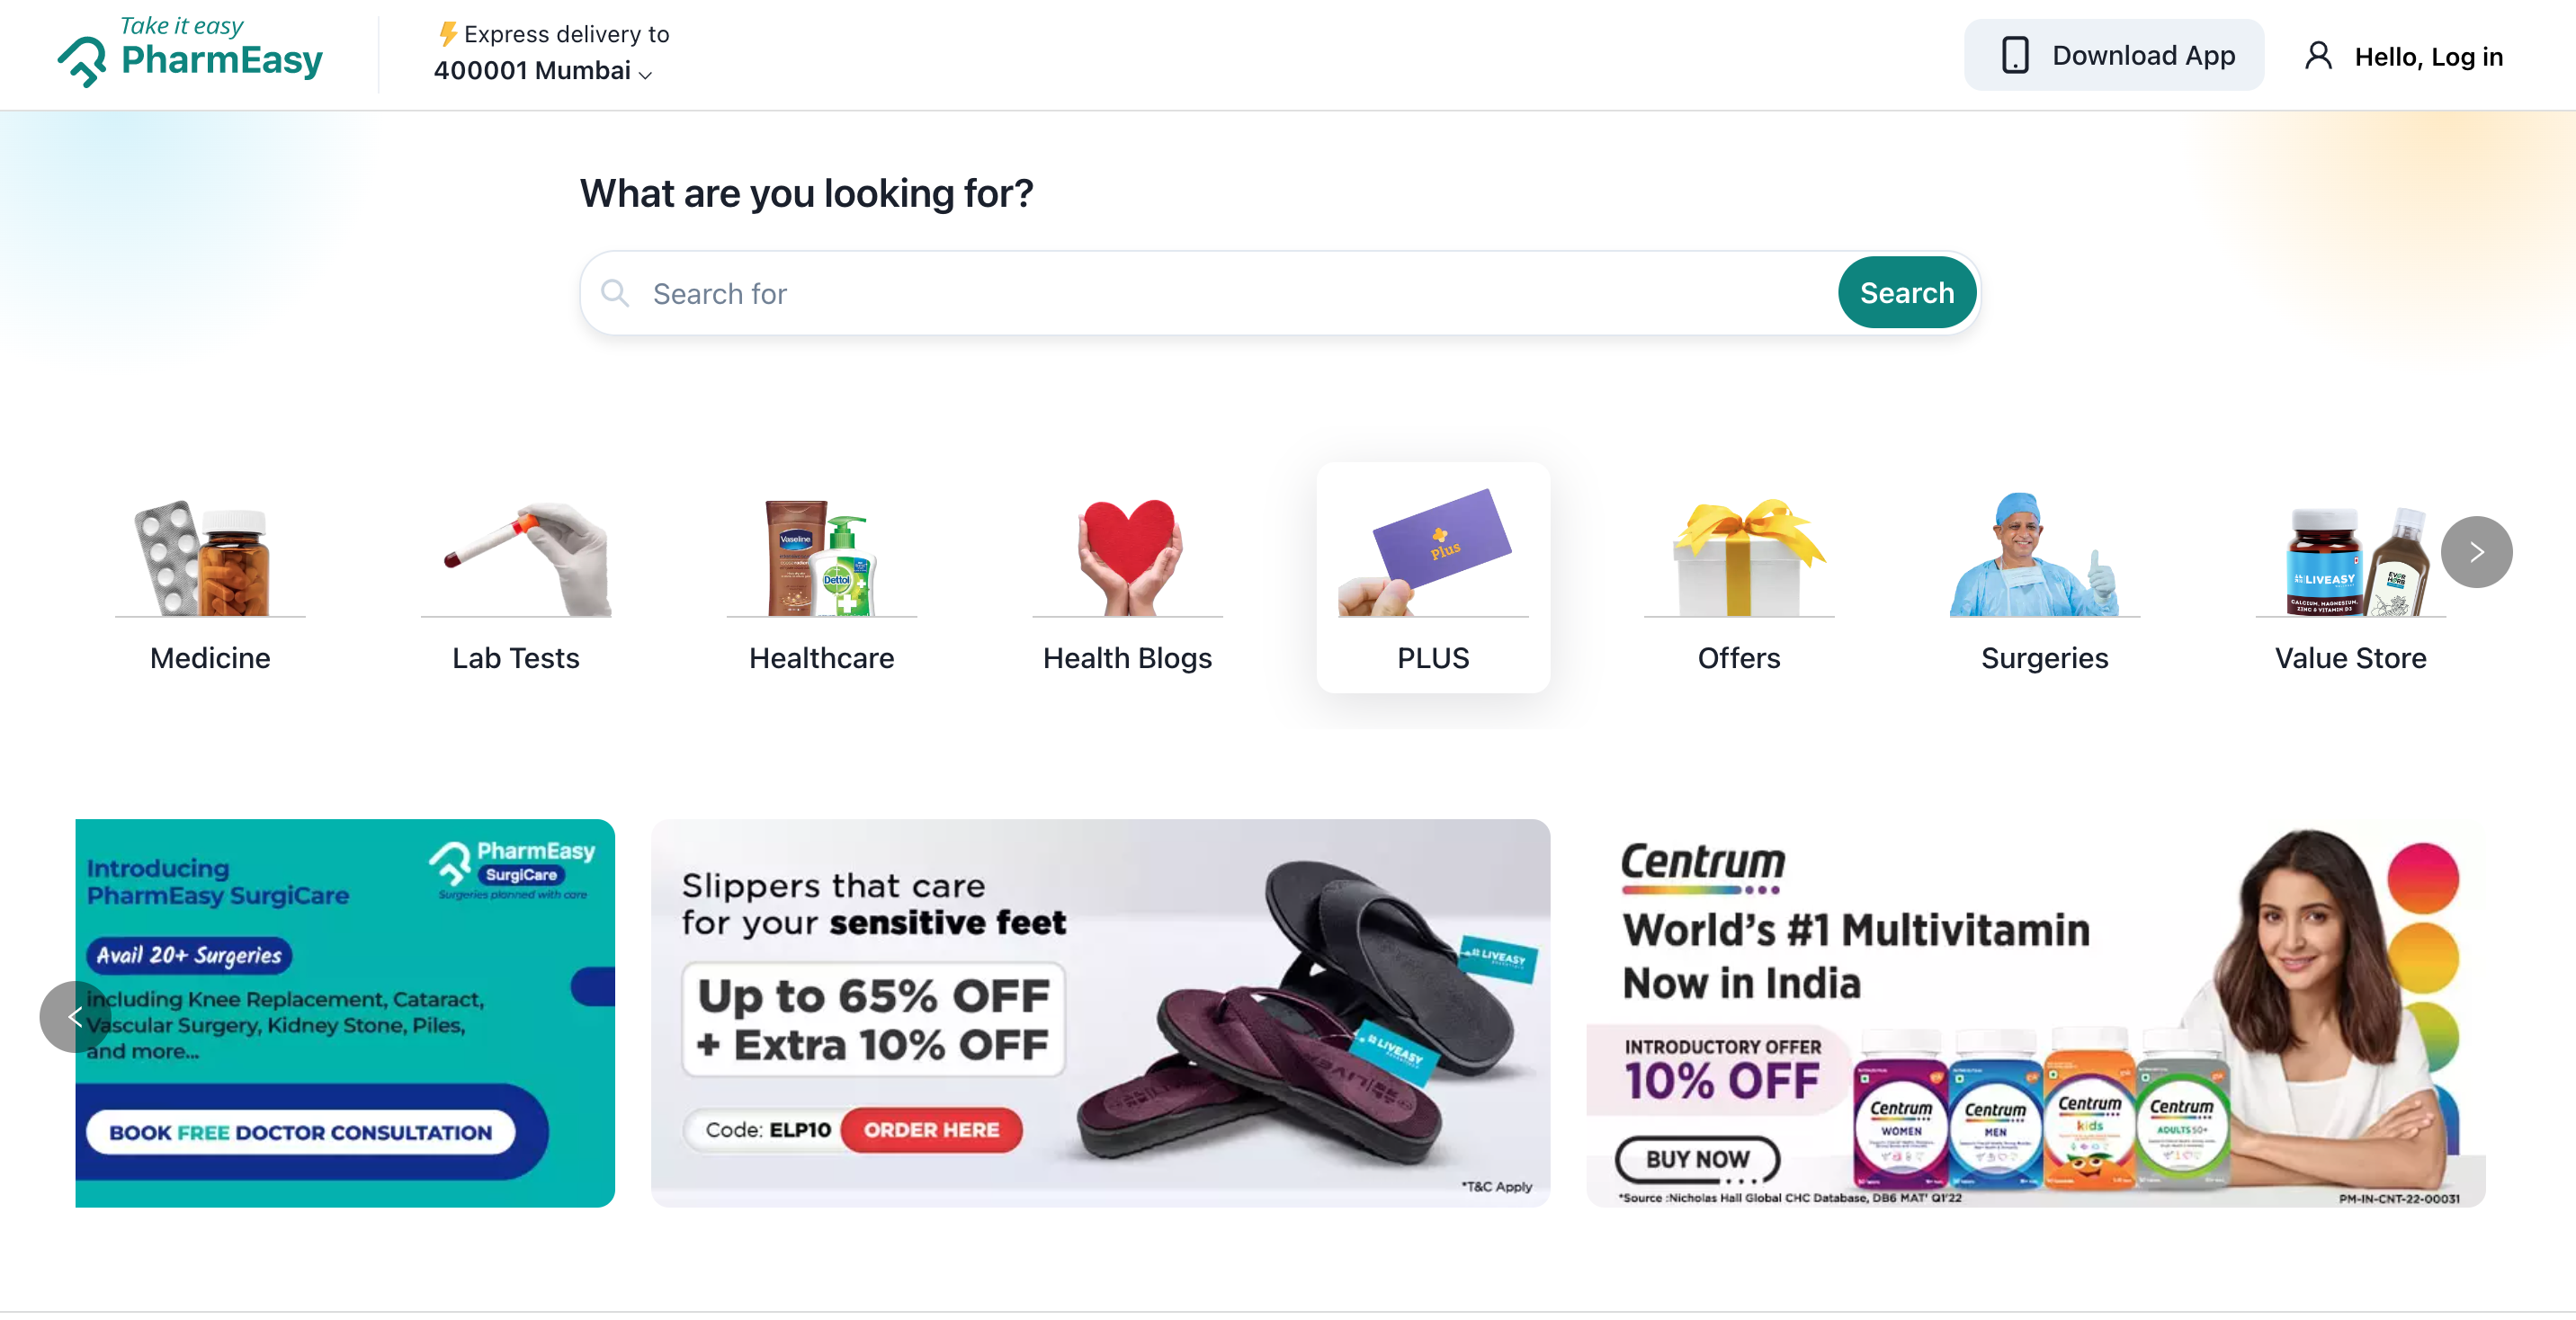 Take it easy
PharmEasy
Express delivery to
400001 Mumbai
Download App
Hello, Log in
What are you looking for?
Search for
Search
Vaseline
Dettol
Plus
LIVEASY
CALCIUM, MAGNESIUM,
ZINC & VITAMIN D3
Medicine
Lab Tests
Healthcare
Health Blogs
PLUS
Offers
Surgeries
Value Store
PharmEasy
SurgiCare
Surgeries planned with care
Introducing
PharmEasy SurgiCare
Avail 20+ Surgeries
including Knee Replacement, Cataract,
Vascular Surgery, Kidney Stone, Piles,
and more...
BOOK FREE DOCTOR CONSULTATION
Slippers that care
for your sensitive feet
Up to 65% OFF
+ Extra 10% OFF
Code: ELP10
ORDER HERE
LIVEASY
LIVEASY
*T&C Apply
Centrum
World's #1 Multivitamin
Now in India
INTRODUCTORY OFFER
10% OFF
BUY NOW
Centrum
WOMEN
Centrum
MEN
Centrum
kids
Centrum
ADULTS 50+
*Source :Nicholas Hall Global CHC Database, DB6 MAT' Q1'22
PM-IN-CNT-22-00031